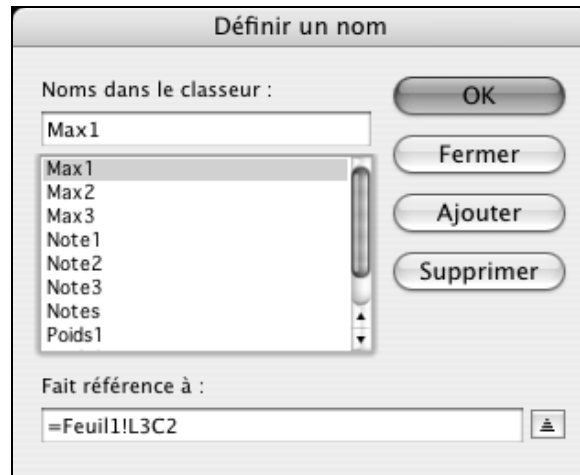 Définir un nom
Noms dans le classeur :
Max1
Max1
Max2
Max3
Note1
Note2
Note3
Notes
Poids1
OK
Fermer
Ajouter
Supprimer
Fait référence à :
=Feuil1!L3C2